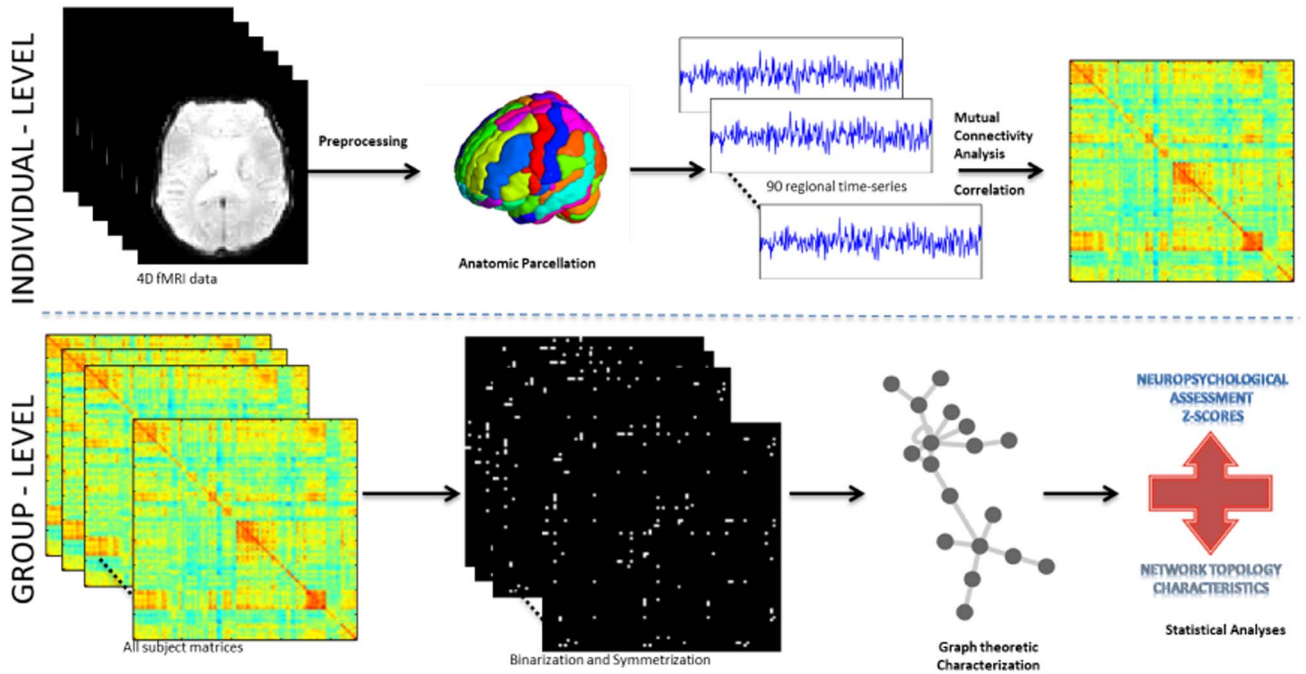 INDIVIDUAL - LEVEL
4D fMRI data
Preprocessing
Anatomic Parcellation
90 regional time-series
Mutual
Connectivity
Analysis
Correlation
GROUP - LEVEL
All subject matrices
Binarization and Symmetrization
Graph theoretic
Characterization
NEUROPSYCHOLOGICAL
ASSESSMENT
Z-SCORES
NETWORK TOPOLOGY
CHARACTERISTICS
Statistical Analyses